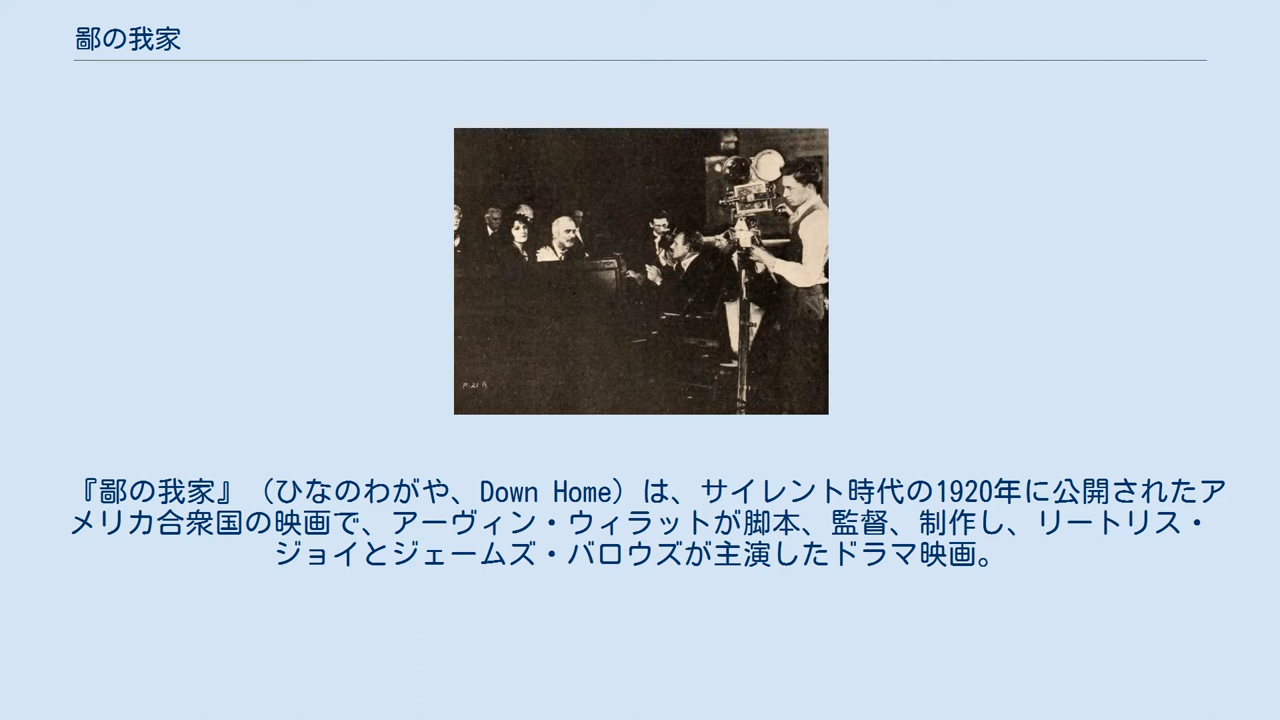 鄙の我家
P-21 A
『鄙の我家』（ひなのわがや、Down Home）は、サイレント時代の1920年に公開されたア
メリカ合衆国の映画で、アーヴィン・ウィラットが脚本、監督、制作し、リートリス・
ジョイとジェームズ・バロウズが主演したドラマ映画。